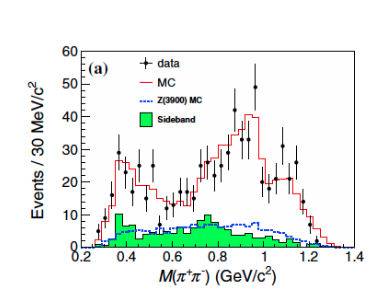 60
50
40
30
20
10
0
Events / 30 MeV/c²
(a)
data
MC
Z(3900) MC
Sideband
0.2 0.4 0.6 0.8 1 1.2 1.4
M(π⁺π⁻) (GeV/c²)